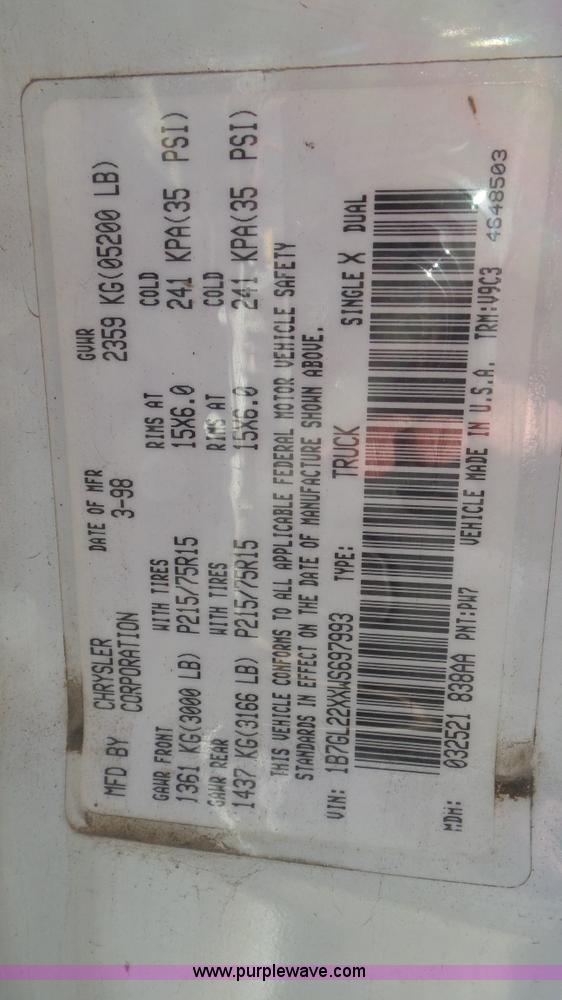 MFD BY CHRYSLER CORPORATION DATE OF MFR 3-98 GVWR 2359 KG(05200 LB)
GAWR FRONT WITH TIRES RIMS AT COLD
1361 KG(3000 LB) P215/75R15 15X6.0 241 KPA(35 PSI)
GAWR REAR WITH TIRES RIMS AT COLD
1437 KG(3166 LB) P215/75R15 15X6.0 241 KPA(35 PSI)
THIS VEHICLE CONFORMS TO ALL APPLICABLE FEDERAL MOTOR VEHICLE SAFETY
STANDARDS IN EFFECT ON THE DATE OF MANUFACTURE SHOWN ABOVE.
VIN: 1B7GL22XXWS697993 TYPE: TRUCK SINGLE X DUAL
MDH: 032521 838AA PNT:PW7 VEHICLE MADE IN U.S.A. TRM:V9C3 4648503
www.purplewave.com